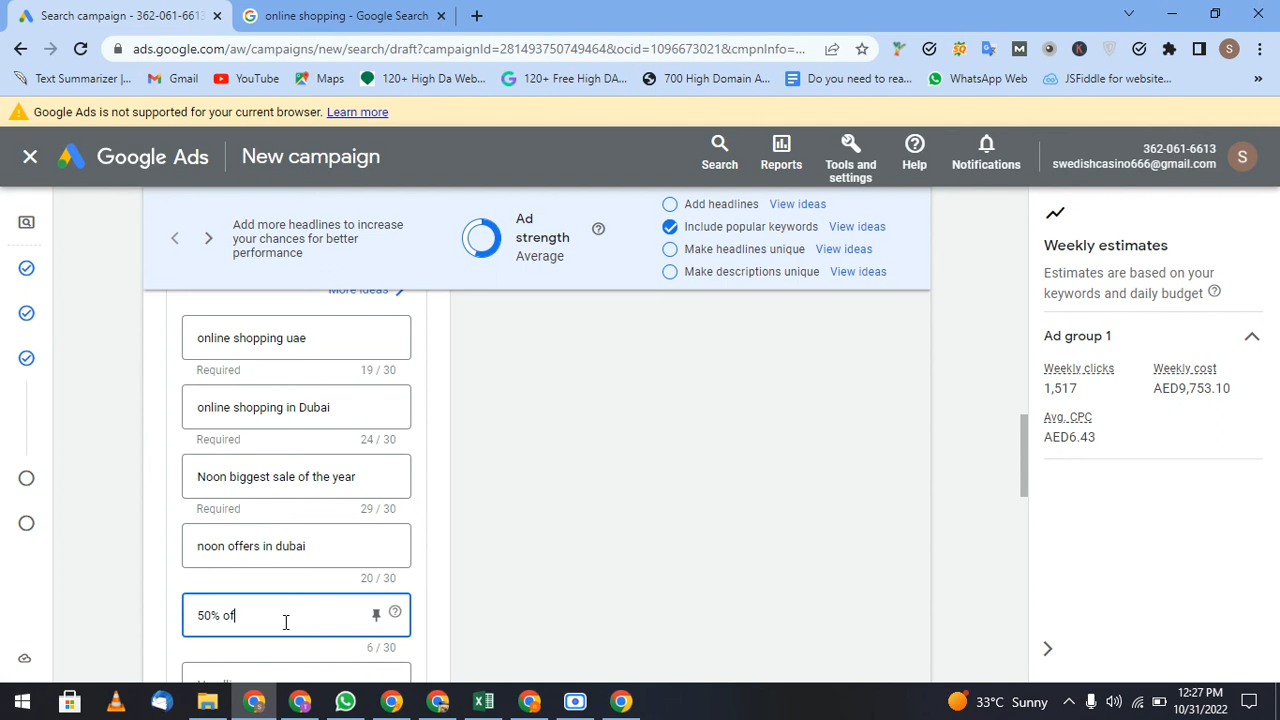 Search campaign - 362-061-6613
online shopping - Google Search
ads.google.com/aw/campaigns/new/search/draft?campaignId=281493750749464&ocid=1096673021&cmpnInfo=...
Text Summarizer |...
Gmail
YouTube
Maps
120+ High Da Web...
120+ Free High DA...
700 High Domain A...
Do you need to rea...
WhatsApp Web
JSFiddle for website...
»
Google Ads is not supported for your current browser. Learn more
Google Ads
New campaign
Search
Reports
Tools and
settings
Help
Notifications
362-061-6613
swedishcasino666@gmail.com
S
Add more headlines to increase
your chances for better
performance
Ad
strength
Average
Add headlines View ideas
Include popular keywords View ideas
Make headlines unique View ideas
Make descriptions unique View ideas
More ideas
online shopping uae
Required 19 / 30
online shopping in Dubai
Required 24 / 30
Noon biggest sale of the year
Required 29 / 30
noon offers in dubai
20 / 30
50% of
6 / 30
Weekly estimates
Estimates are based on your
keywords and daily budget
Ad group 1
Weekly clicks
1,517
Weekly cost
AED9,753.10
Avg. CPC
AED6.43
33°C Sunny
12:27 PM
10/31/2022